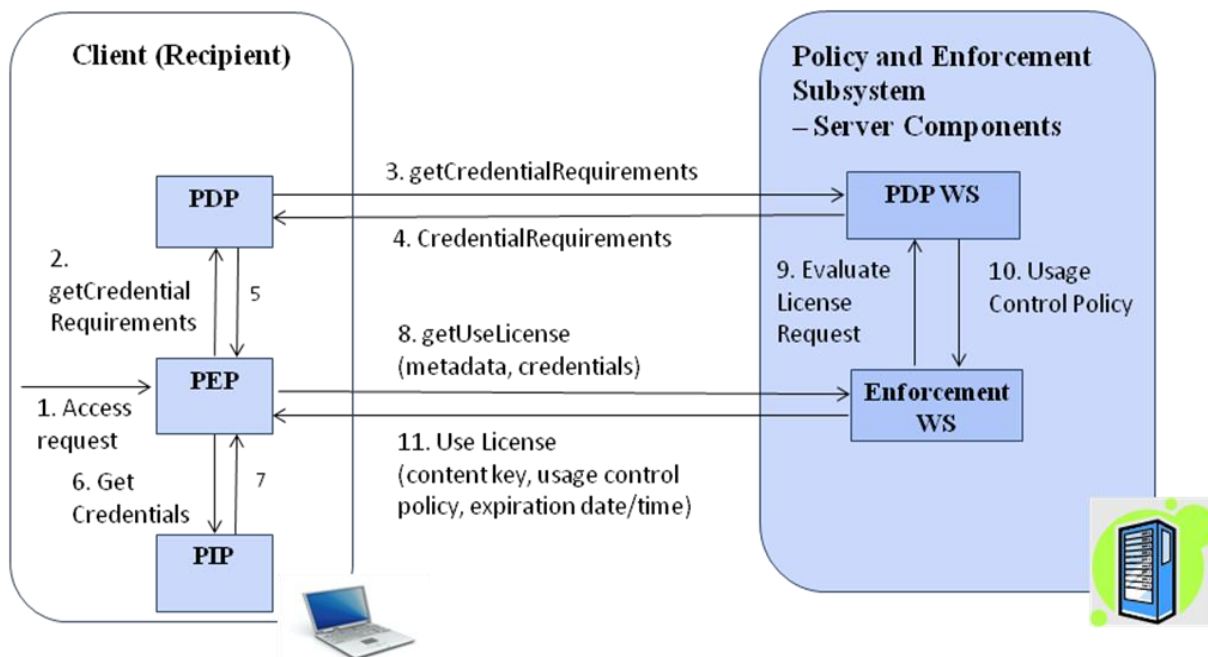 Client (Recipient)
Policy and Enforcement
Subsystem
– Server Components
PDP
3. getCredentialRequirements
PDP WS
4. CredentialRequirements
2.
getCredential
Requirements
5
9. Evaluate
License
Request
10. Usage
Control Policy
8. getUseLicense
(metadata, credentials)
PEP
Enforcement
WS
1. Access
request
11. Use License
(content key, usage control
policy, expiration date/time)
6. Get
Credentials
7
PIP